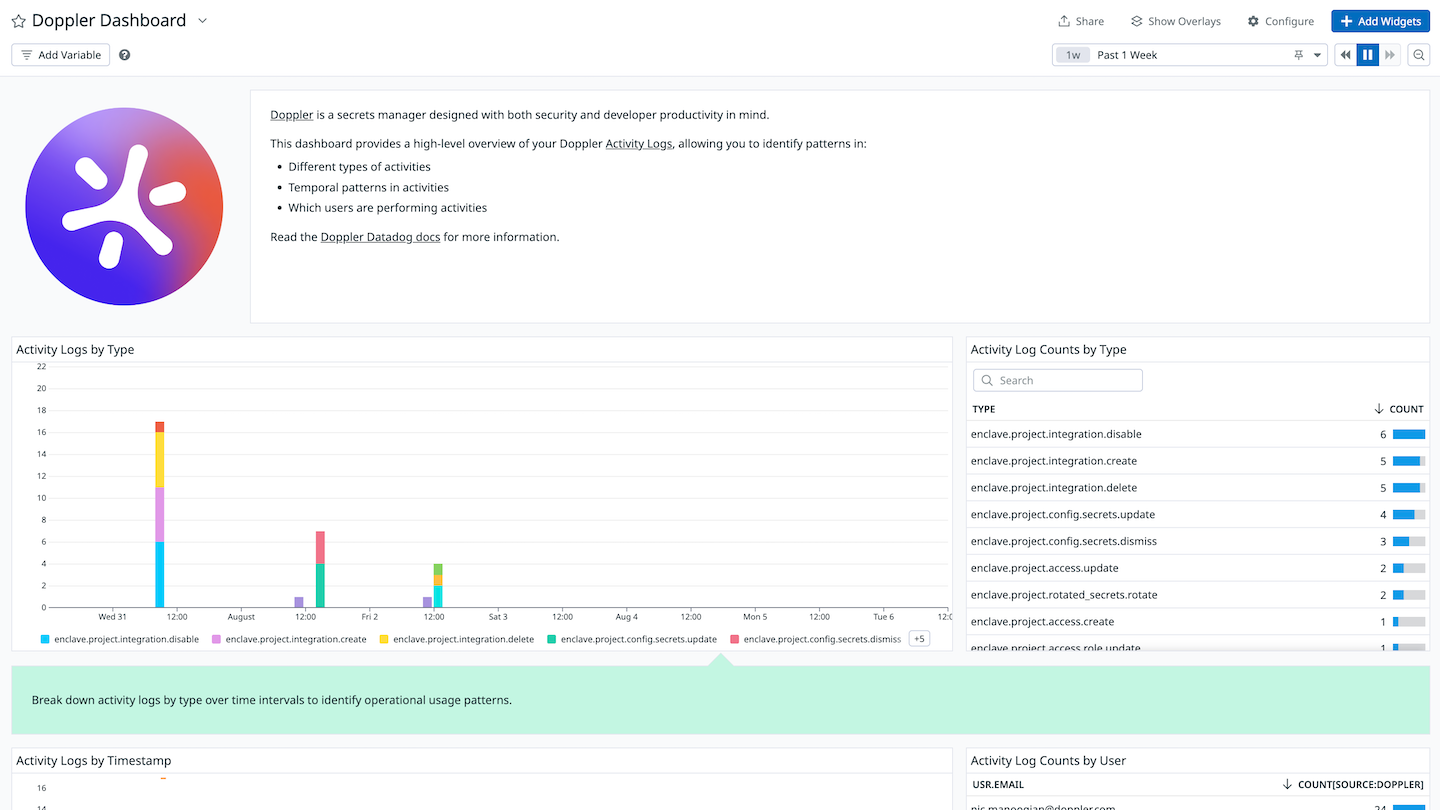 Doppler Dashboard
Share
Show Overlays
Configure
Add Widgets
Add Variable
1w Past 1 Week
Doppler is a secrets manager designed with both security and developer productivity in mind.
This dashboard provides a high-level overview of your Doppler Activity Logs, allowing you to identify patterns in:
Different types of activities
Temporal patterns in activities
Which users are performing activities
Read the Doppler Datadog docs for more information.
Activity Logs by Type
22
20
18
16
14
12
10
8
6
4
2
0
Wed 31 12:00 August 12:00 Fri 2 12:00 Sat 3 12:00 Aug 4 12:00 Mon 5 12:00 Tue 6 12:0
enclave.project.integration.disable enclave.project.integration.create enclave.project.integration.delete enclave.project.config.secrets.update enclave.project.config.secrets.dismiss +5
Activity Log Counts by Type
Search
TYPE COUNT
enclave.project.integration.disable 6
enclave.project.integration.create 5
enclave.project.integration.delete 5
enclave.project.config.secrets.update 4
enclave.project.config.secrets.dismiss 3
enclave.project.access.update 2
enclave.project.rotated_secrets.rotate 2
enclave.project.access.create 1
enclave.project.access.role.update 1
Break down activity logs by type over time intervals to identify operational usage patterns.
Activity Logs by Timestamp
16
14
Activity Log Counts by User
USR.EMAIL COUNT[SOURCE:DOPPLER]
nic.manoogian@doppler.com 24